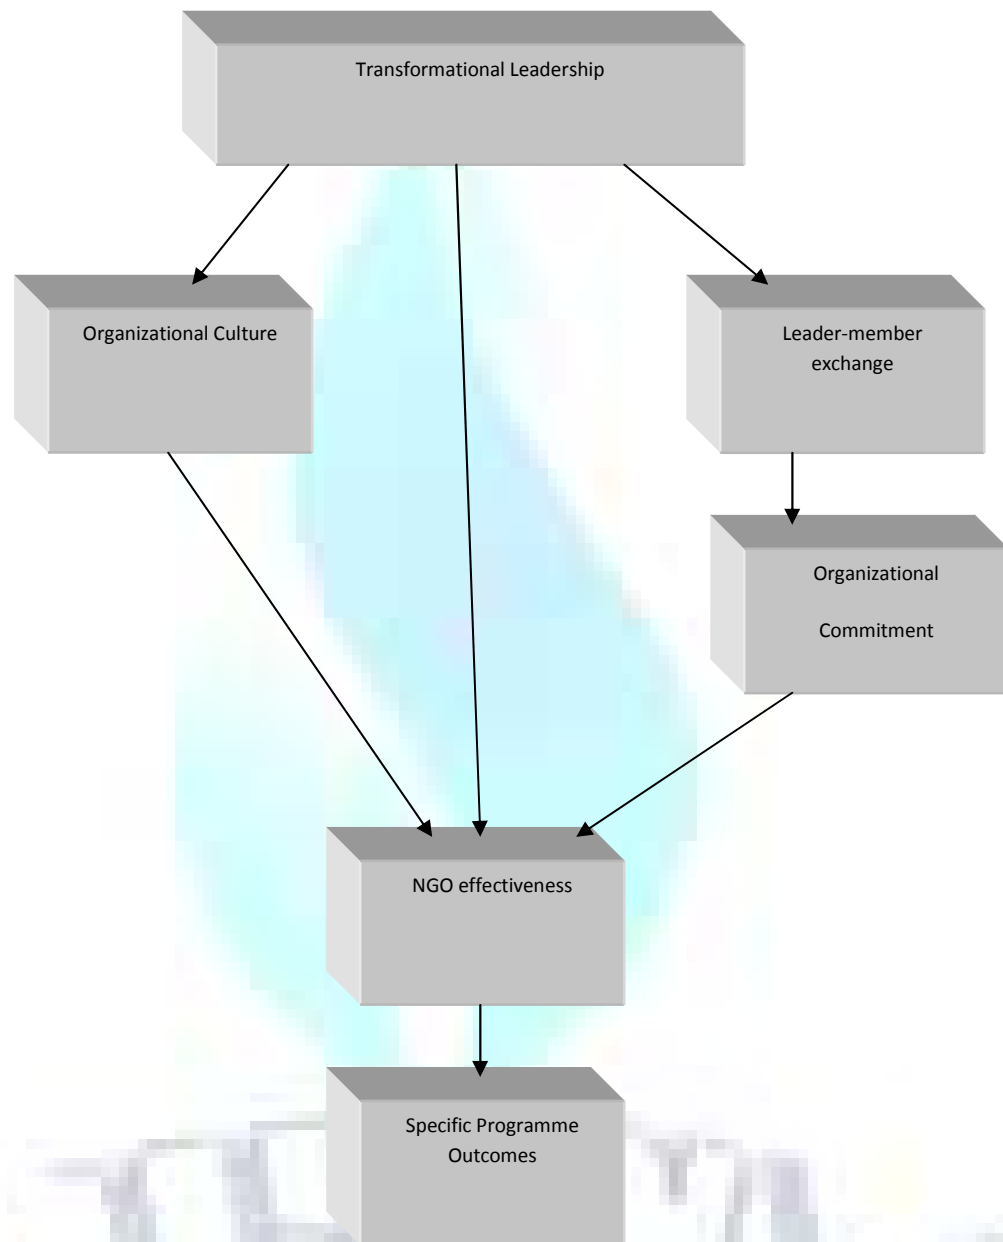 Transformational Leadership
Organizational Culture
Leader-member
exchange
Organizational
Commitment
NGO effectiveness
Specific Programme
Outcomes